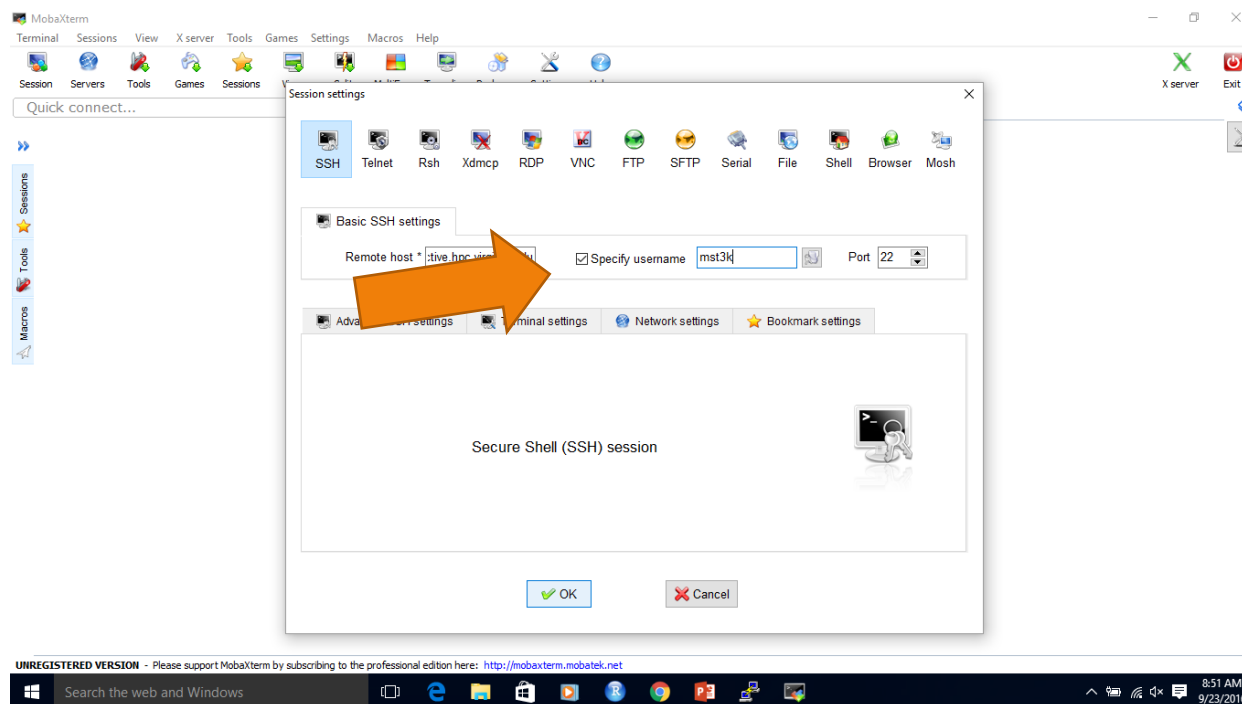 MobaXterm
Terminal Sessions View X server Tools Games Settings Macros Help
Session Servers Tools Games Sessions X server Exit
Quick connect...
Session settings
SSH Telnet Rsh Xdmcp RDP VNC FTP SFTP Serial File Shell Browser Mosh
Sessions
Tools
Macros
Basic SSH settings
Remote host * Specify username mst3k Port 22
settings Terminal settings Network settings Bookmark settings
Secure Shell (SSH) session
OK Cancel
UNREGISTERED VERSION - Please support MobaXterm by subscribing to the professional edition here: http://mobaxterm.mobatek.net
Search the web and Windows
8:51 AM